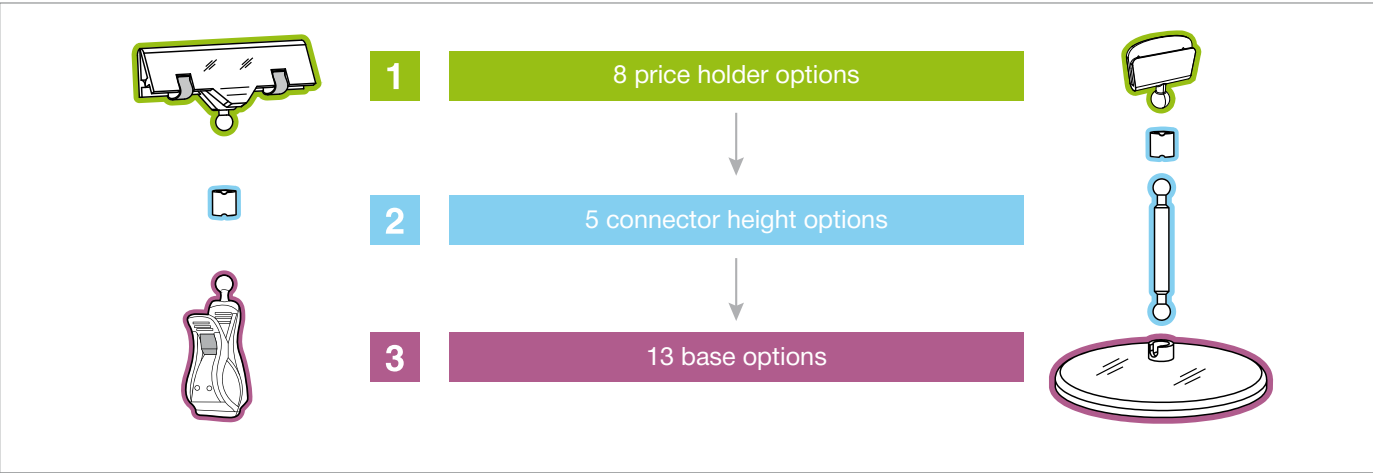 1
8 price holder options
2
5 connector height options
3
13 base options